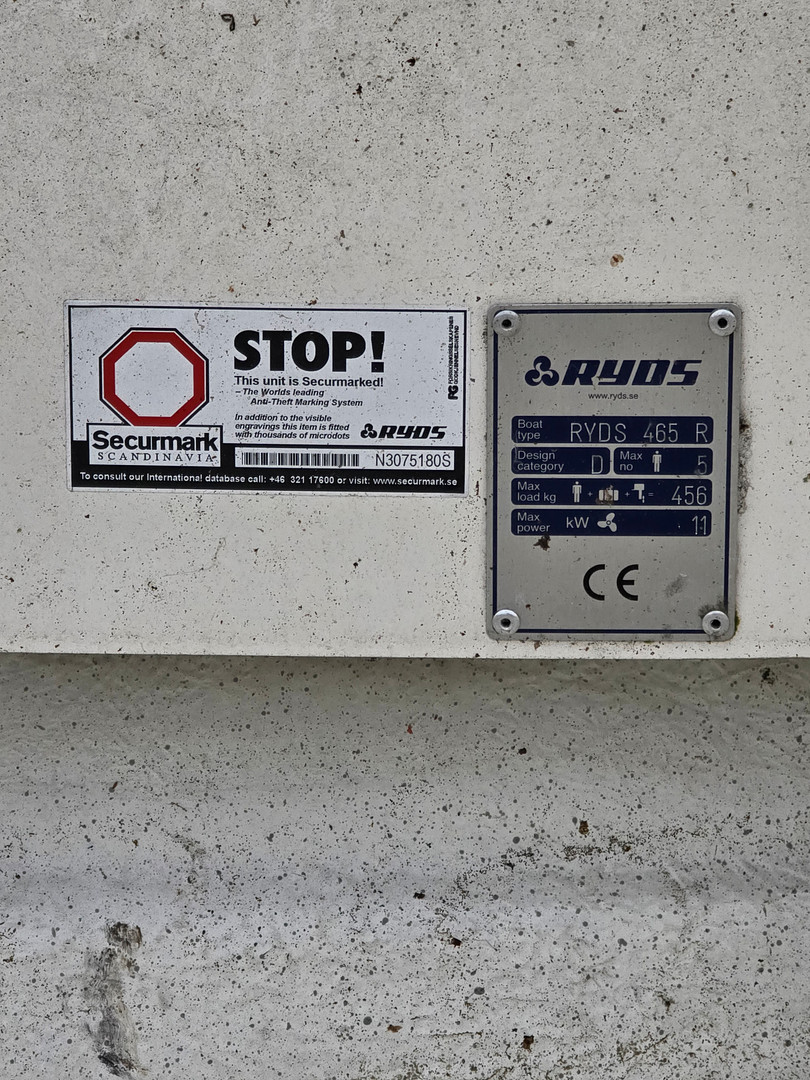 STOP!
This unit is Securmarked!
– The Worlds leading
Anti-Theft Marking System
In addition to the visible
engravings this item is fitted
with thousands of microdots
RYDS
Securmark
SCANDINAVIA
N3075180S
To consult our International database call: +46 321 17600 or visit: www.securmark.se
RYDS
www.ryds.se
Boat type RYDS 465 R
Design category D
Max no 5
Max load kg + + = 456
Max power kW 11
CE